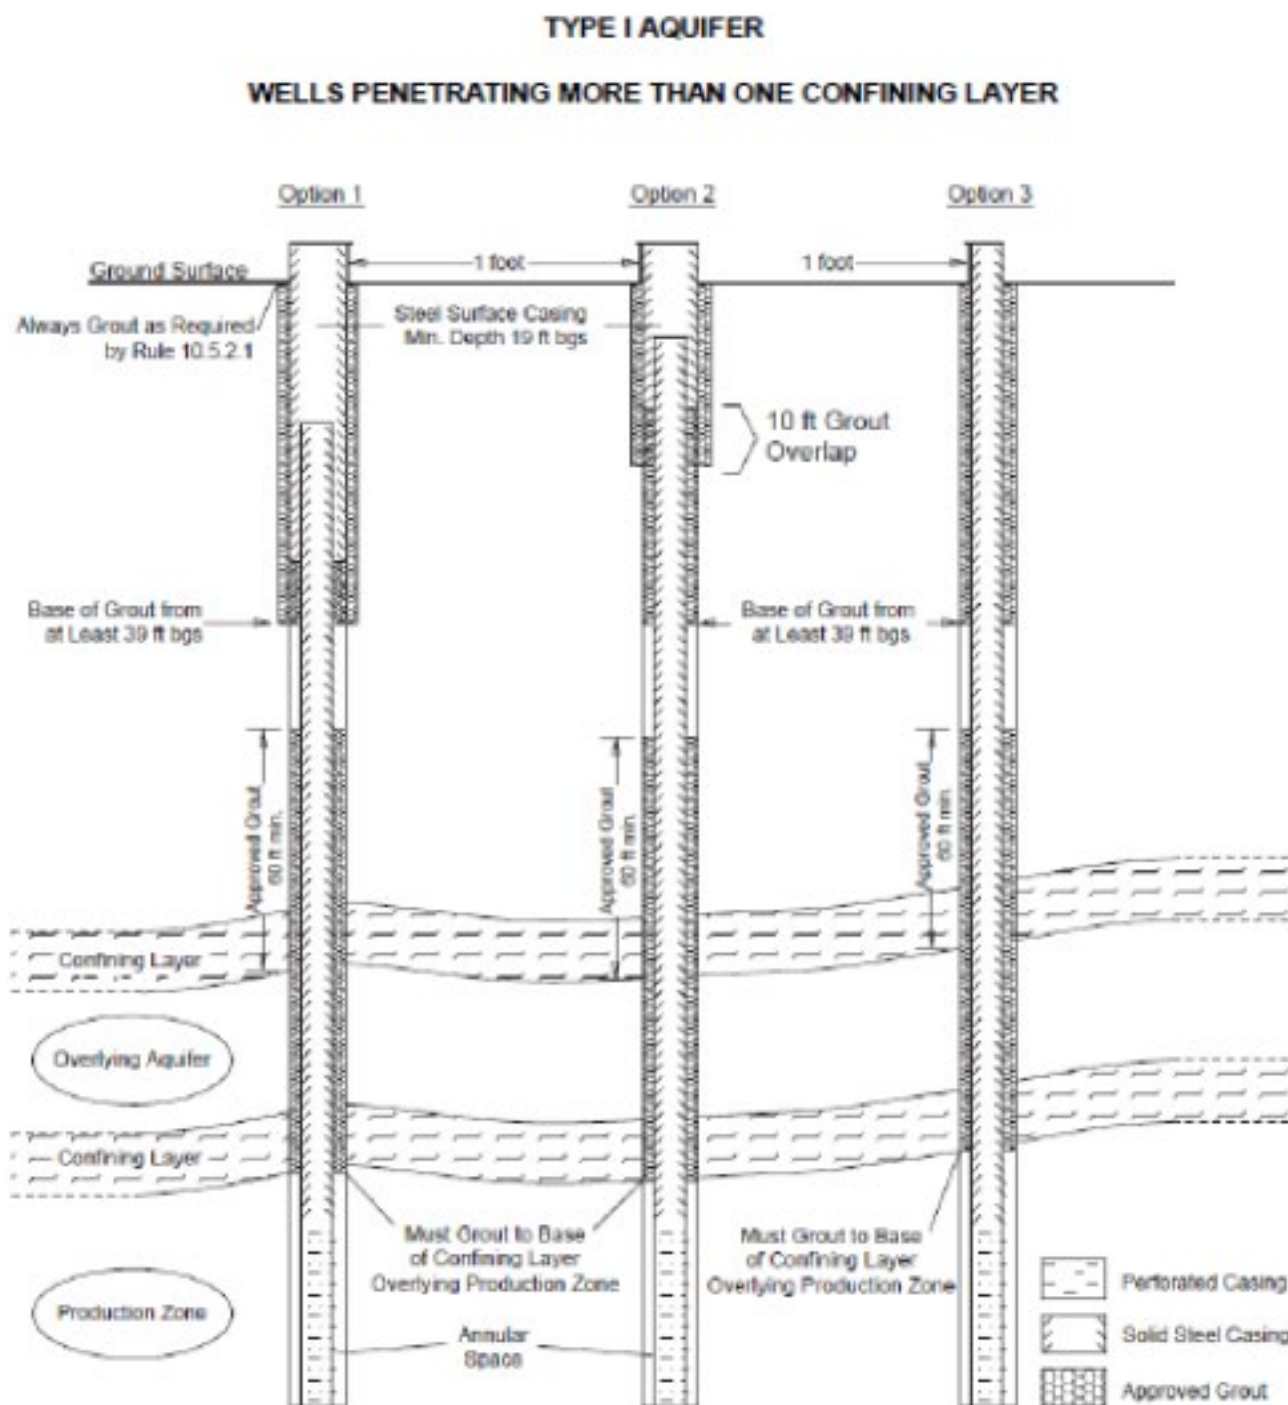 TYPE I AQUIFER
WELLS PENETRATING MORE THAN ONE CONFINING LAYER
Option 1
Option 2
Option 3
Ground Surface
1 foot
1 foot
Always Grout as Required
by Rule 10.5.2.1
Steel Surface Casing
Min. Depth 19 ft bgs
10 ft Grout
Overlap
Base of Grout from
at Least 39 ft bgs
Base of Grout from
at Least 39 ft bgs
Approved Grout
60 ft min.
Approved Grout
60 ft min.
Approved Grout
60 ft min.
Confining Layer
Overlying Aquifer
Confining Layer
Must Grout to Base
of Confining Layer
Overlying Production Zone
Must Grout to Base
of Confining Layer
Overlying Production Zone
Production Zone
Annular
Space
Perforated Casing
Solid Steel Casing
Approved Grout